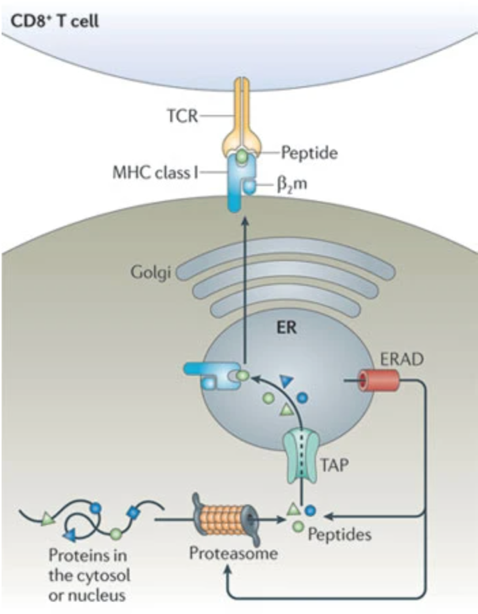 CD8⁺ T cell
TCR
Peptide
MHC class I
β₂m
Golgi
ER
ERAD
TAP
Peptides
Proteasome
Proteins in
the cytosol
or nucleus